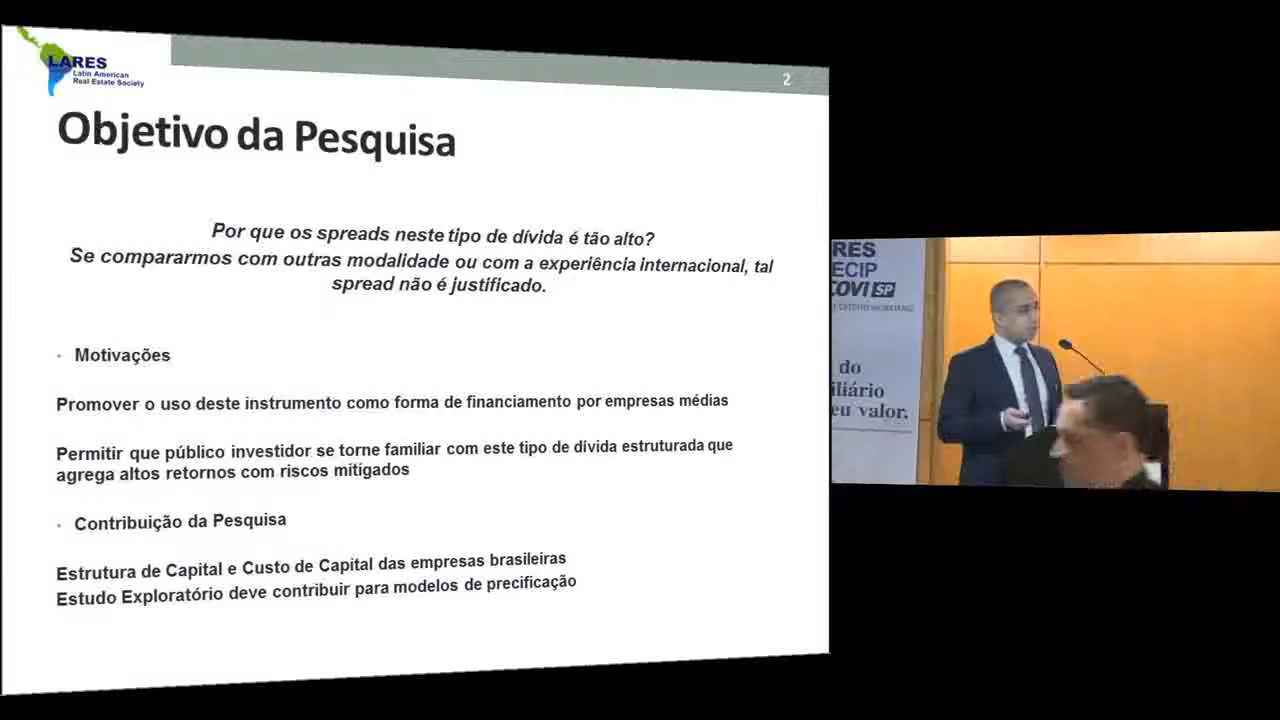 LARES
Latin American
Real Estate Society
2
Objetivo da Pesquisa
Por que os spreads neste tipo de dívida é tão alto?
Se compararmos com outras modalidade ou com a experiência internacional, tal
spread não é justificado.
• Motivações
Promover o uso deste instrumento como forma de financiamento por empresas médias
Permitir que público investidor se torne familiar com este tipo de dívida estruturada que
agrega altos retornos com riscos mitigados
• Contribuição da Pesquisa
Estrutura de Capital e Custo de Capital das empresas brasileiras
Estudo Exploratório deve contribuir para modelos de precificação
RES
ECIP
COVI SP
do
iliário
eu valor.